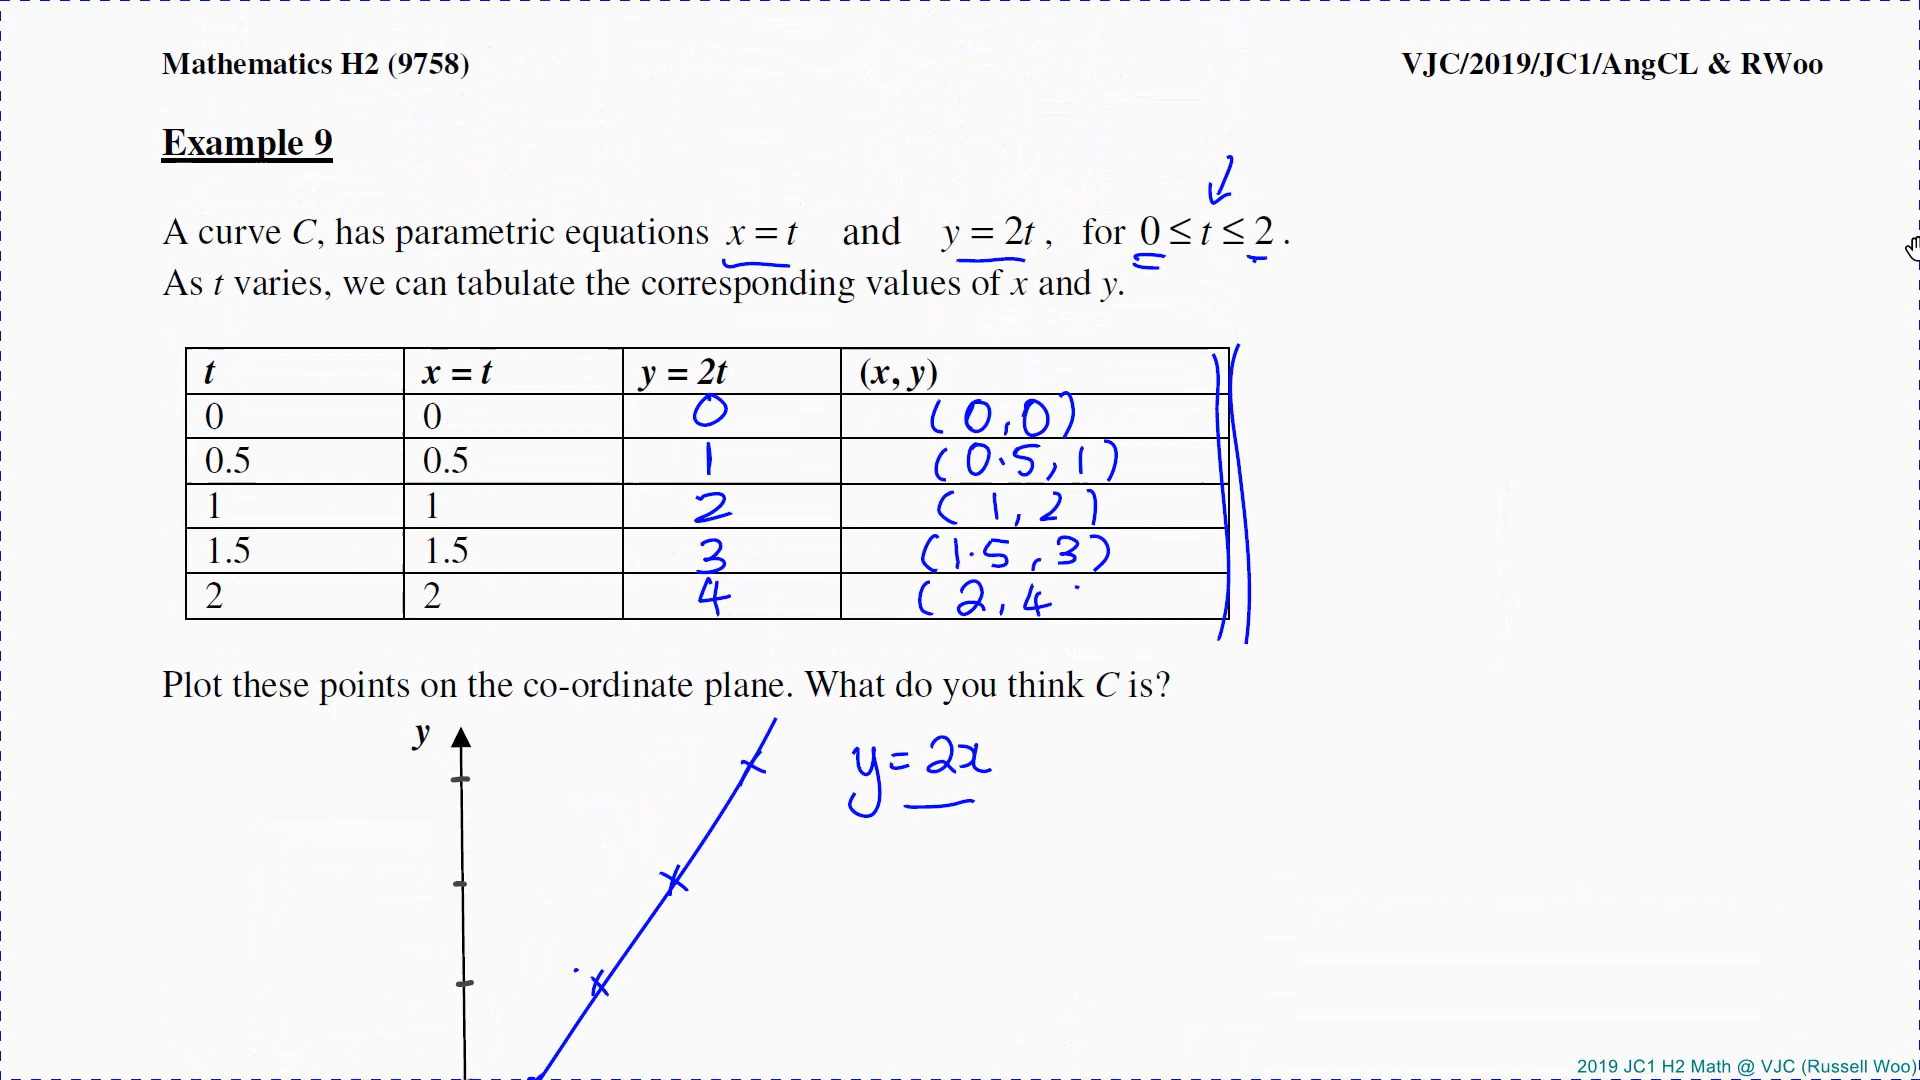 Mathematics H2 (9758) VJC/2019/JC1/AngCL & RWoo
Example 9
A curve C, has parametric equations x = t and y = 2t, for 0 ≤ t ≤ 2.
As t varies, we can tabulate the corresponding values of x and y.
t x = t y = 2t (x, y)
0 0 0 (0,0)
0.5 0.5 1 (0.5,1)
1 1 2 (1,2)
1.5 1.5 3 (1.5,3)
2 2 4 (2,4
Plot these points on the co-ordinate plane. What do you think C is?
y
y = 2x
2019 JC1 H2 Math @ VJC (Russell Woo)